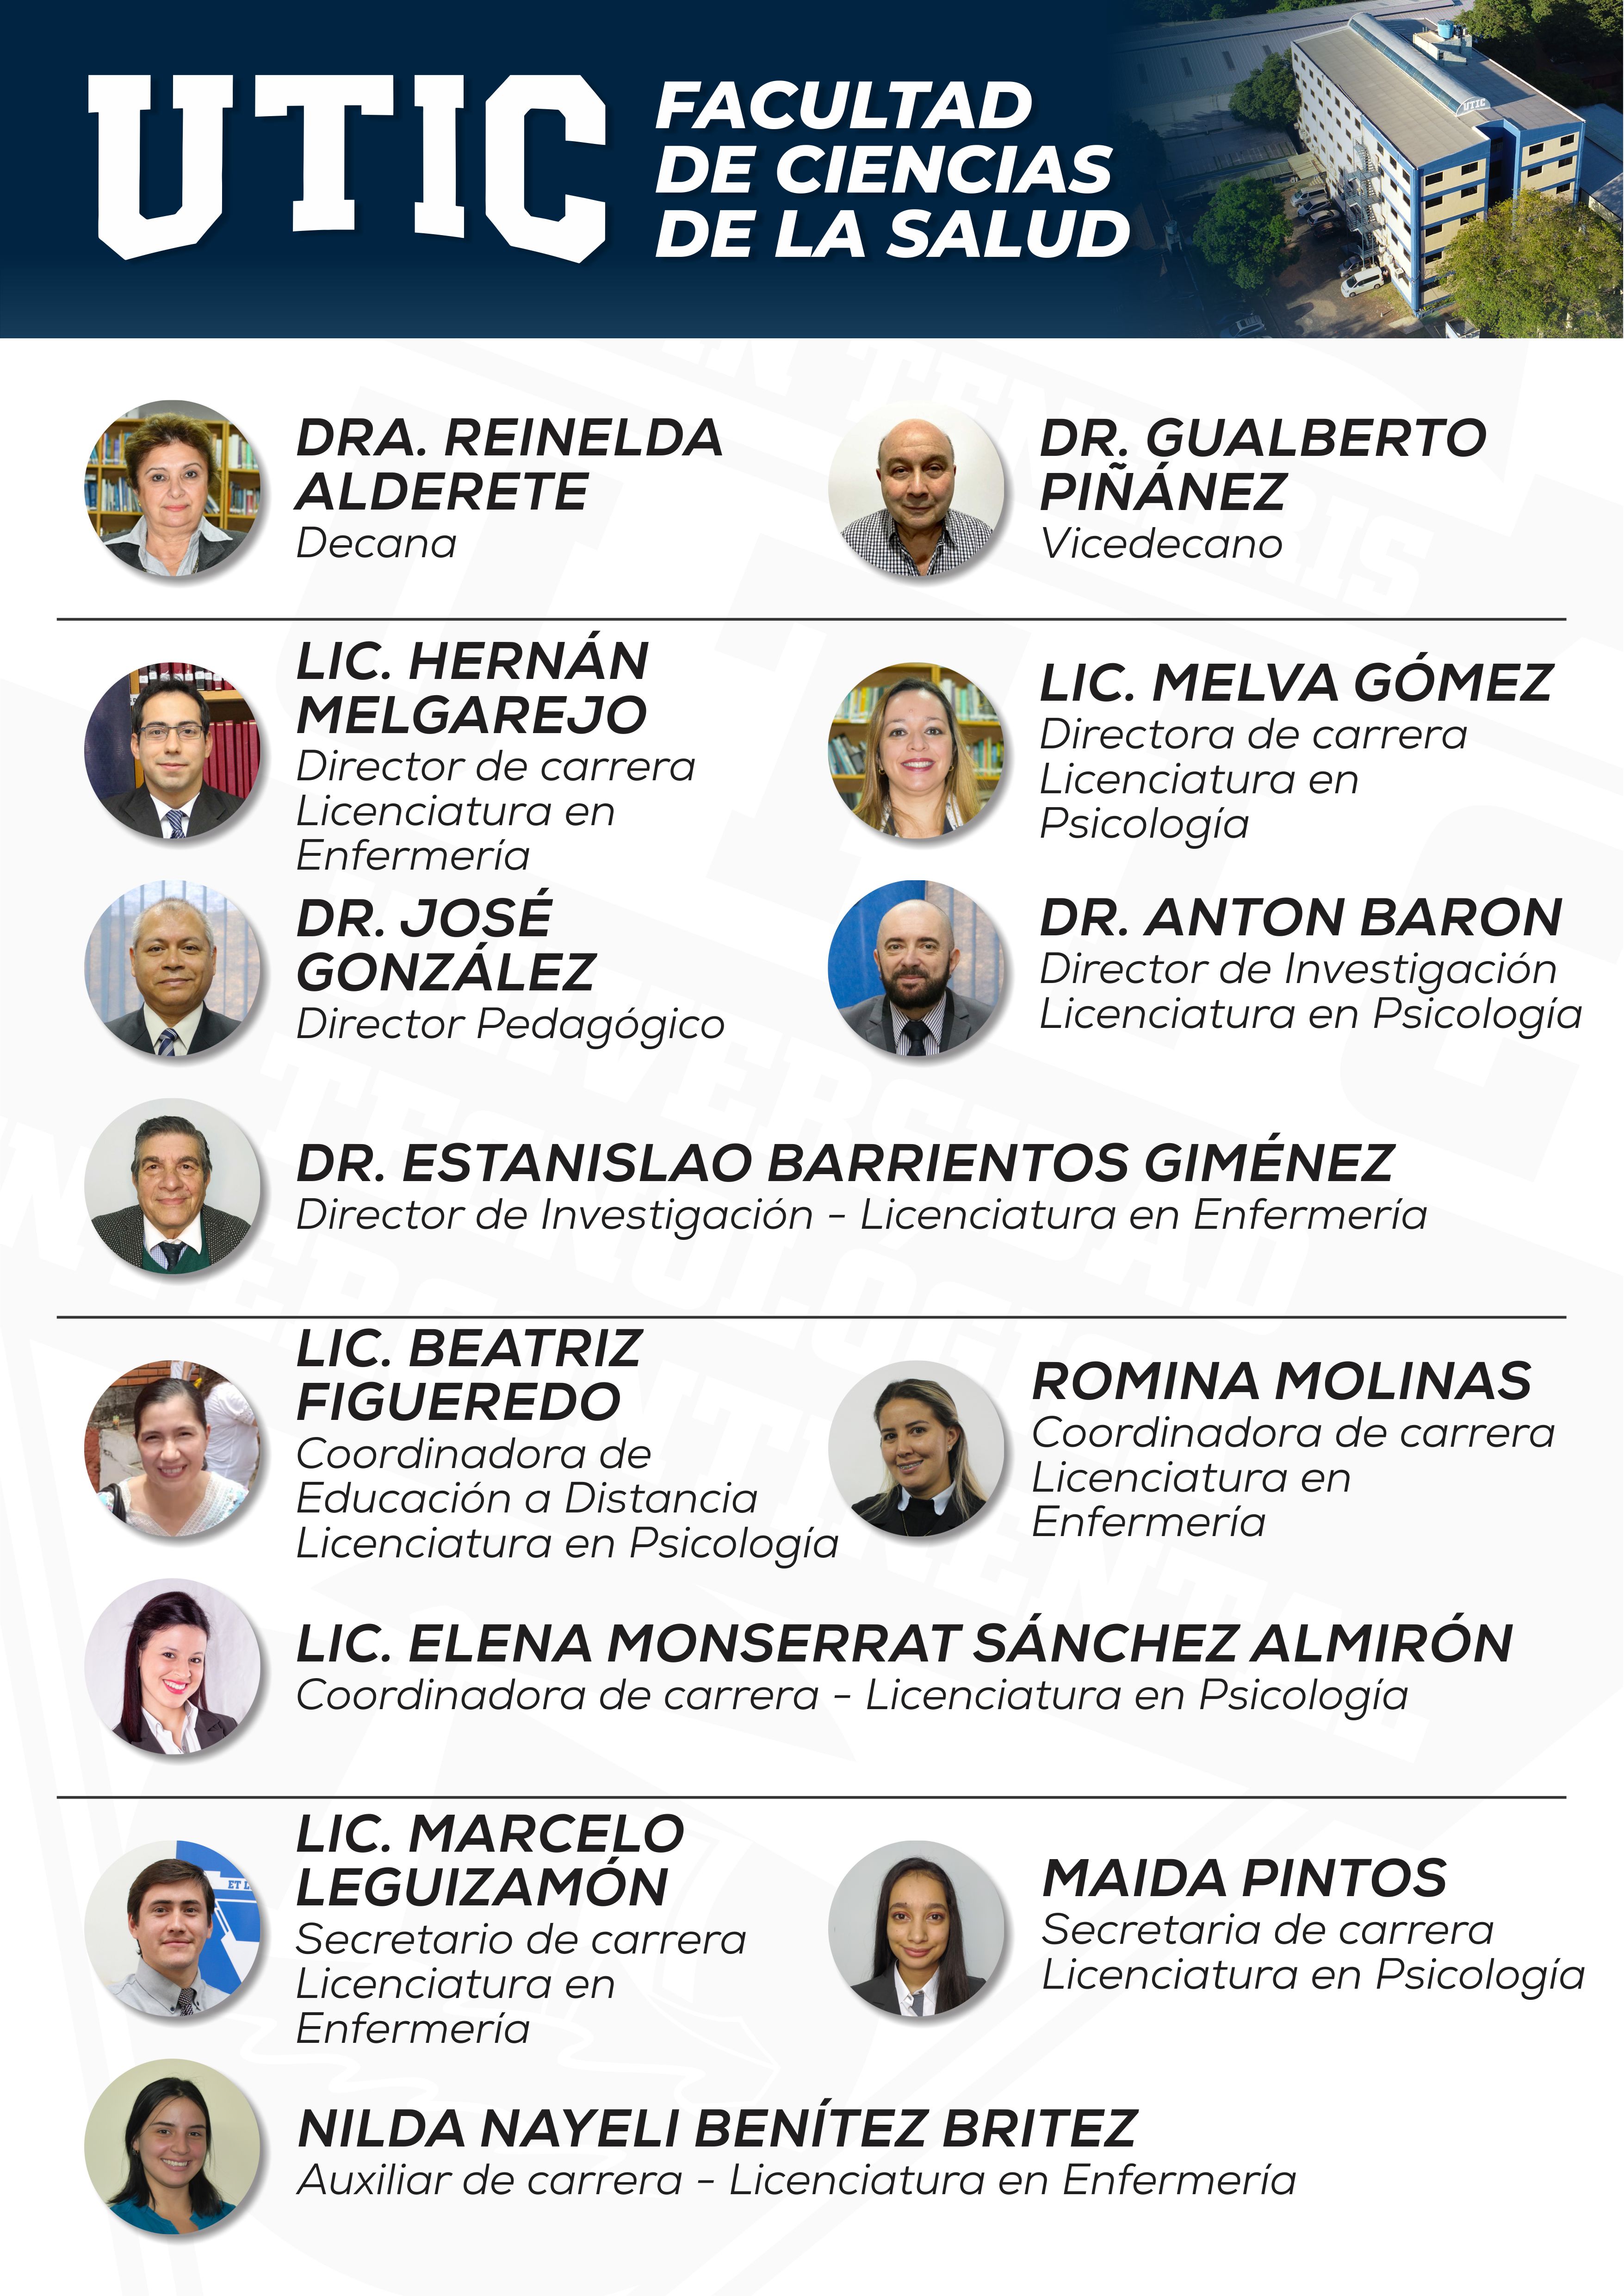 UTIC
FACULTAD
DE CIENCIAS
DE LA SALUD
UTIC
DRA. REINELDA
ALDERETE
Decana
DR. GUALBERTO
PIÑÁNEZ
Vicedecano
LIC. HERNÁN
MELGAREJO
Director de carrera
Licenciatura en
Enfermería
LIC. MELVA GÓMEZ
Directora de carrera
Licenciatura en
Psicología
DR. JOSÉ
GONZÁLEZ
Director Pedagógico
DR. ANTON BARON
Director de Investigación
Licenciatura en Psicología
DR. ESTANISLAO BARRIENTOS GIMÉNEZ
Director de Investigación - Licenciatura en Enfermería
LIC. BEATRIZ
FIGUEREDO
Coordinadora de
Educación a Distancia
Licenciatura en Psicología
ROMINA MOLINAS
Coordinadora de carrera
Licenciatura en
Enfermería
LIC. ELENA MONSERRAT SÁNCHEZ ALMIRÓN
Coordinadora de carrera - Licenciatura en Psicología
LIC. MARCELO
LEGUIZAMÓN
Secretario de carrera
Licenciatura en
Enfermería
MAIDA PINTOS
Secretaria de carrera
Licenciatura en Psicología
NILDA NAYELI BENÍTEZ BRITEZ
Auxiliar de carrera - Licenciatura en Enfermería